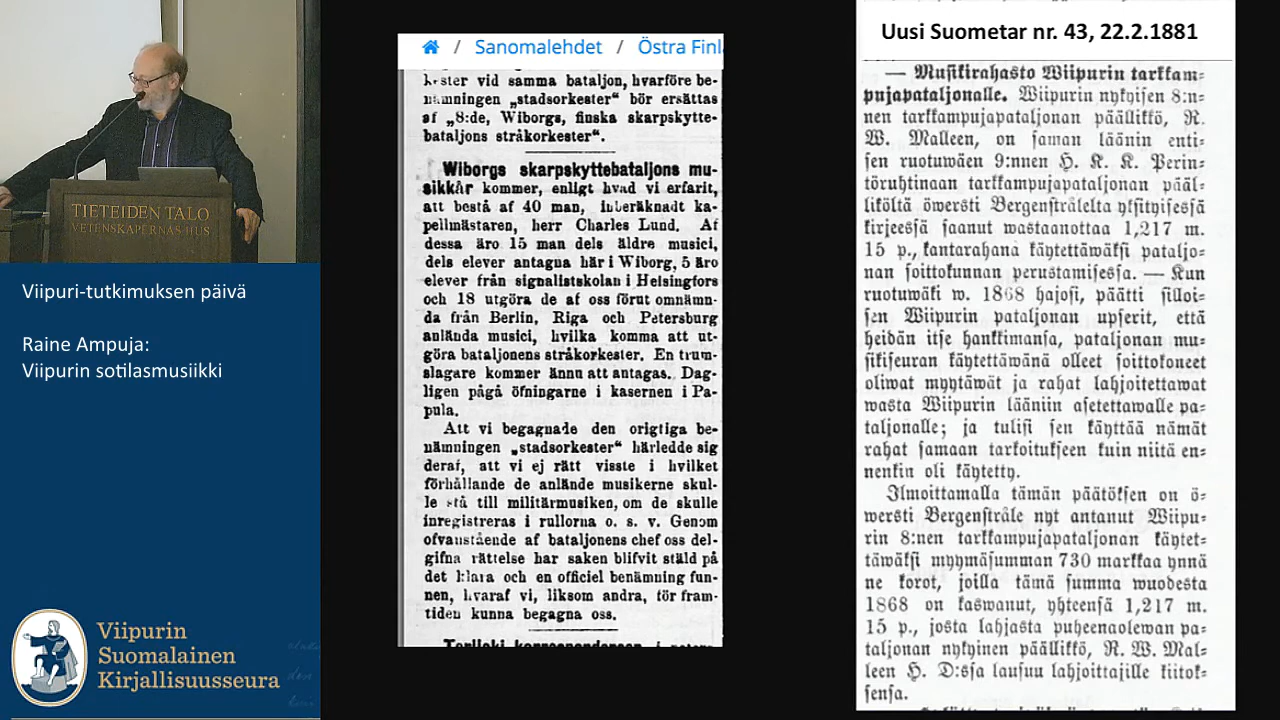 TIETEIDEN TALO
VETENSKAPERNAS HUS
Viipuri-tutkimuksen päivä
Raine Ampuja:
Viipurin sotilasmusiikki
Viipurin
Suomalainen
Kirjallisuusseura
/ Sanomalehdet / Östra Finl
kester vid samma bataljon, hvarföre be-
nämningen „stadsorkester“ bör ersättas
af „8:de, Wiborgs, finska skarpskytte-
bataljons stråkorkester“.
Wiborgs skarpskyttebataljons mu-
sikkår kommer, enligt hvad vi erfarit,
att bestå af 40 man, inberäknadt ka-
pellmästaren, herr Charles Lund. Af
dessa äro 15 man dels äldre musici,
dels elever antagna här i Wiborg, 5 äro
elever från signalistskolan i Helsingfors
och 18 utgöra de af oss förut omnämn-
da från Berlin, Riga och Petersburg
anlända musici, hvilka komma att ut-
göra bataljonens stråkorkester. En trum-
slagare kommer ännu att antagas. Dag-
ligen pågå öfningarne i kasernen i Pa-
pula.
Att vi begagnade den origtiga be-
nämningen „stadsorkester“ härledde sig
deraf, att vi ej rätt visste i hvilket
förhållande de anlände musikerne skul-
le stå till militärmusiken, om de skulle
inregistreras i rullorna o. s. v. Genom
ofvanstående af bataljonens chef oss del-
gifna rättelse har saken blifvit stäld på
det klara och en officiel benämning fun-
nen, hvaraf vi, liksom andra, för fram-
tiden kunna begagna oss.
Uusi Suometar nr. 43, 22.2.1881
— Musikirahasto Wiipurin tarkkam-
pujapataljonalle. Wiipurin nykyisen 8:n-
nen tarkkampujapataljonan päällikkö, R.
W. Malleen, on saman läänin enti-
sen ruotuwäen 9:nnen H. K. K. Perin-
töruhtinaan tarkkampujapataljonan pääl-
liköltä öwersti Bergenstrålelta yksityisessä
kirjeessä saanut wastaanottaa 1,217 m.
15 p., kantarahana käytettäwäksi pataljo-
nan soittokunnan perustamisessa. — Kun
ruotuwäki w. 1868 hajosi, päätti silloi-
sen Wiipurin pataljonan upserit, että
heidän itse hankkimansa, pataljonan mu-
sikiseuran käytettäwänä olleet soittokoneet
oliwat myytäwät ja rahat lahjoitettawat
wasta Wiipurin lääniin asetettawalle pa-
taljonalle; ja tulisi sen käyttää nämät
rahat samaan tarkoitukseen kuin niitä en-
nenkin oli käytetty.
Ilmoittamalla tämän päätöksen on ö-
wersti Bergenstråle nyt antanut Wiipu-
rin 8:nen tarkkampujapataljonan käytet-
täwäksi myymäsumman 730 markkaa ynnä
ne korot, joilla tämä summa wuodesta
1868 on kaswanut, yhteensä 1,217 m.
15 p., josta lahjasta puheenaolewan pa-
taljonan nykyinen päällikkö, R. W. Mal-
leen H. D:ssa lausuu lahjoittajille kiitok-
sensa.